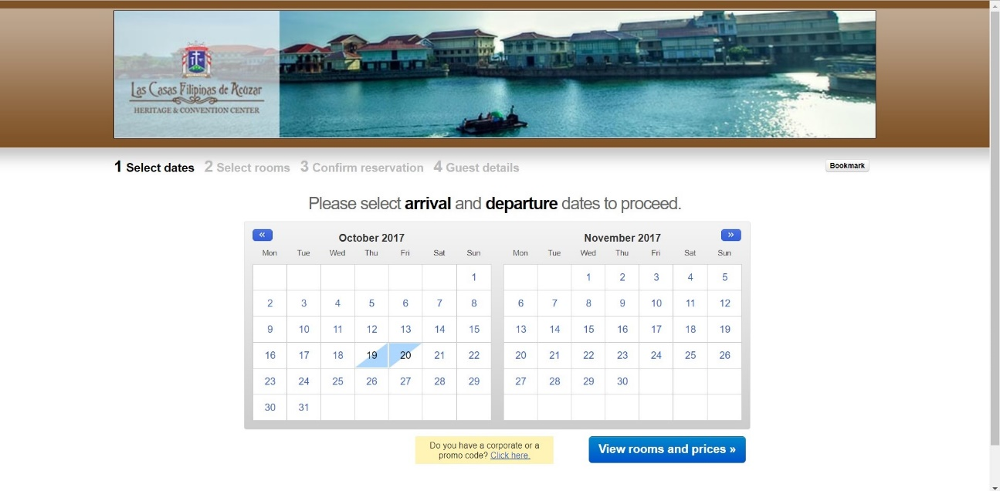 Las Casas Filipinas de Acúzar
HERITAGE & CONVENTION CENTER
1 Select dates 2 Select rooms 3 Confirm reservation 4 Guest details
Bookmark
Please select arrival and departure dates to proceed.
«
October 2017
Mon Tue Wed Thu Fri Sat Sun
1
2 3 4 5 6 7 8
9 10 11 12 13 14 15
16 17 18 19 20 21 22
23 24 25 26 27 28 29
30 31
November 2017
»
Mon Tue Wed Thu Fri Sat Sun
1 2 3 4 5
6 7 8 9 10 11 12
13 14 15 16 17 18 19
20 21 22 23 24 25 26
27 28 29 30
Do you have a corporate or a
promo code? Click here.
View rooms and prices »